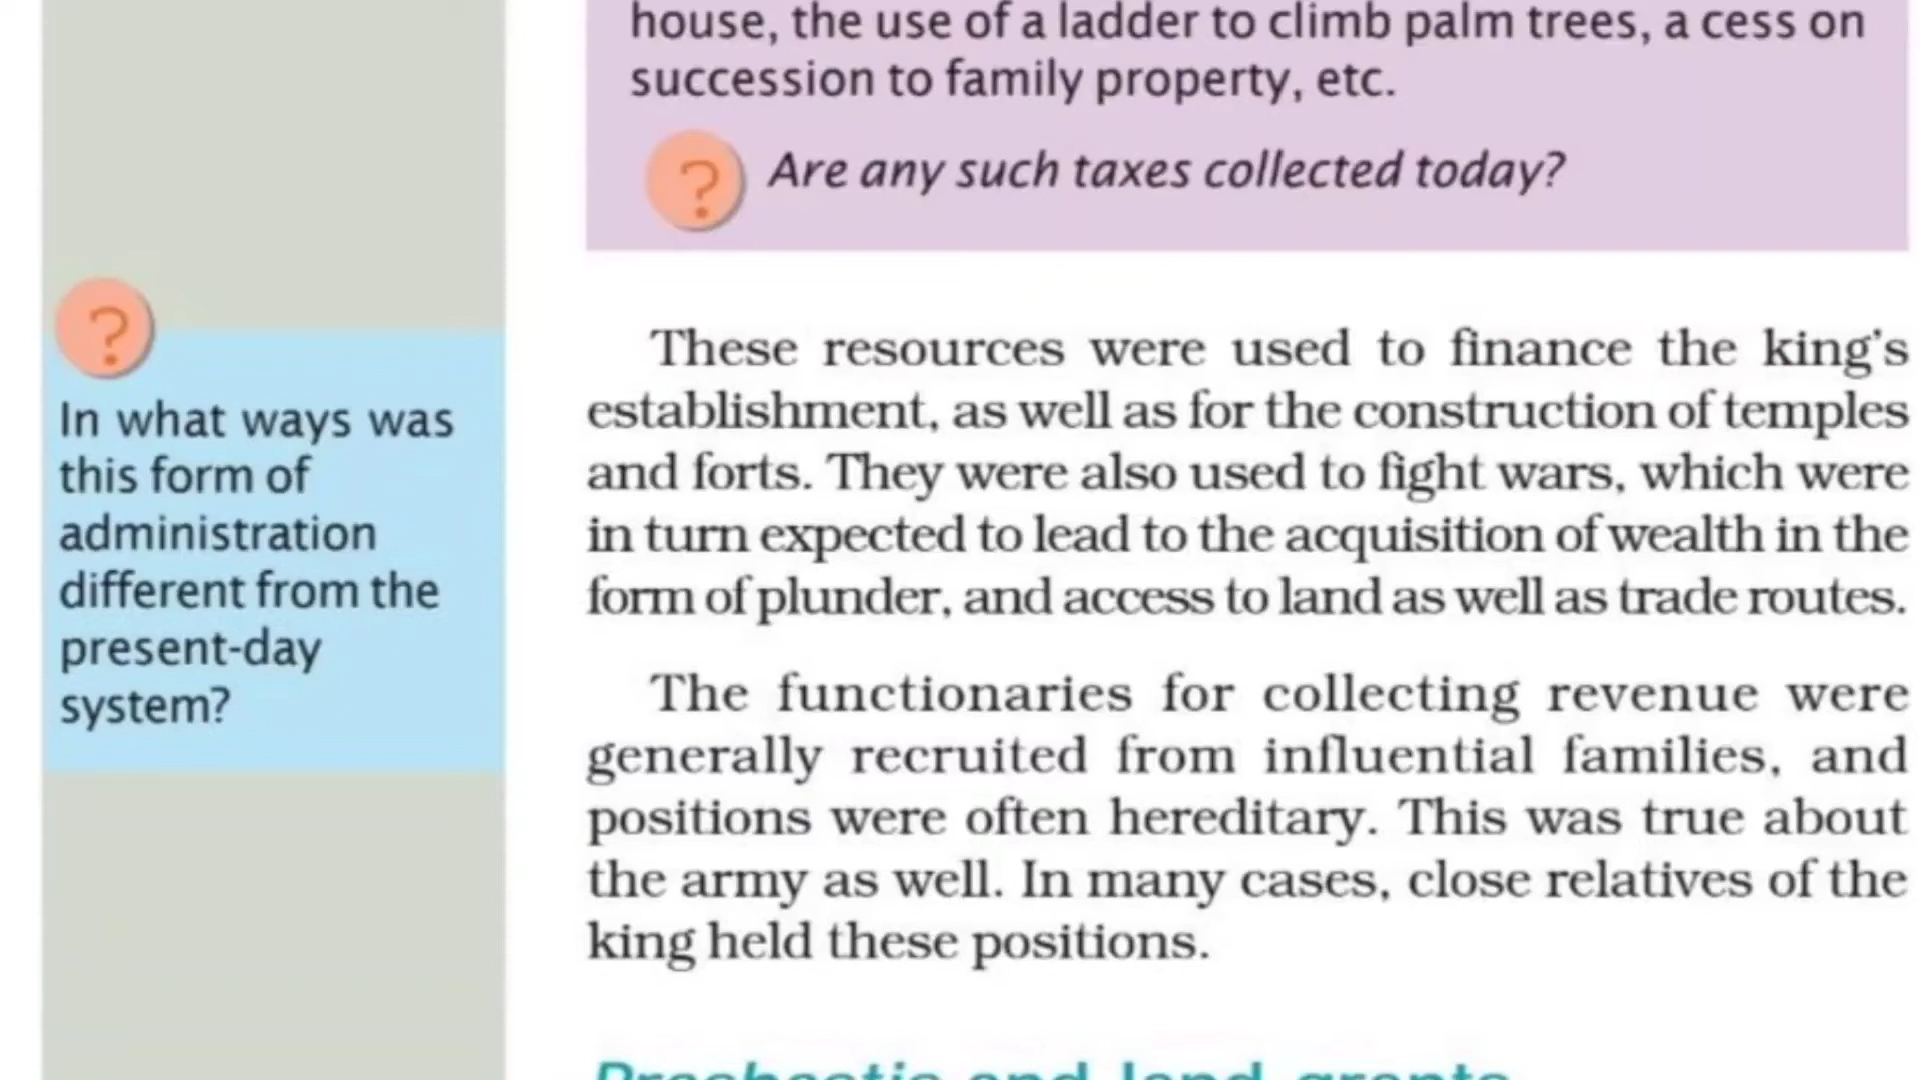 house, the use of a ladder to climb palm trees, a cess on
succession to family property, etc.
? Are any such taxes collected today?
?
In what ways was
this form of
administration
different from the
present-day
system?
These resources were used to finance the king's
establishment, as well as for the construction of temples
and forts. They were also used to fight wars, which were
in turn expected to lead to the acquisition of wealth in the
form of plunder, and access to land as well as trade routes.
The functionaries for collecting revenue were
generally recruited from influential families, and
positions were often hereditary. This was true about
the army as well. In many cases, close relatives of the
king held these positions.
Prashastis and land grants